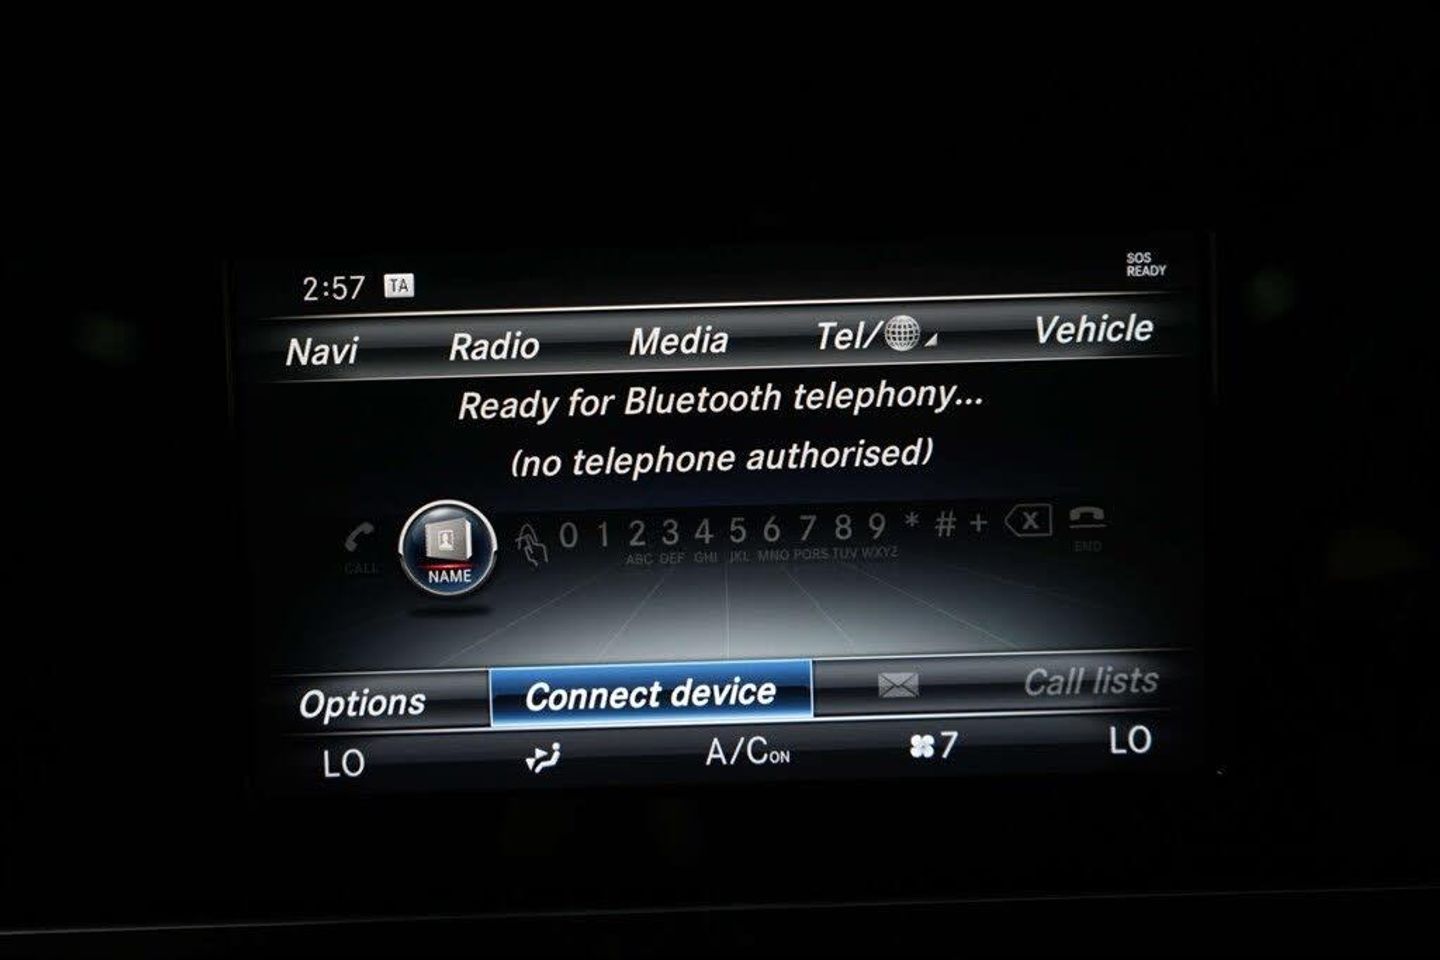 2:57 TA
SOS
READY
Navi Radio Media Tel/ Vehicle
Ready for Bluetooth telephony...
(no telephone authorised)
0 1 2 3 4 5 6 7 8 9 * # + X
CALL NAME ABC DEF GHI JKL MNO PQRS TUV WXYZ END
Options Connect device Call lists
LO A/C ON 7 LO